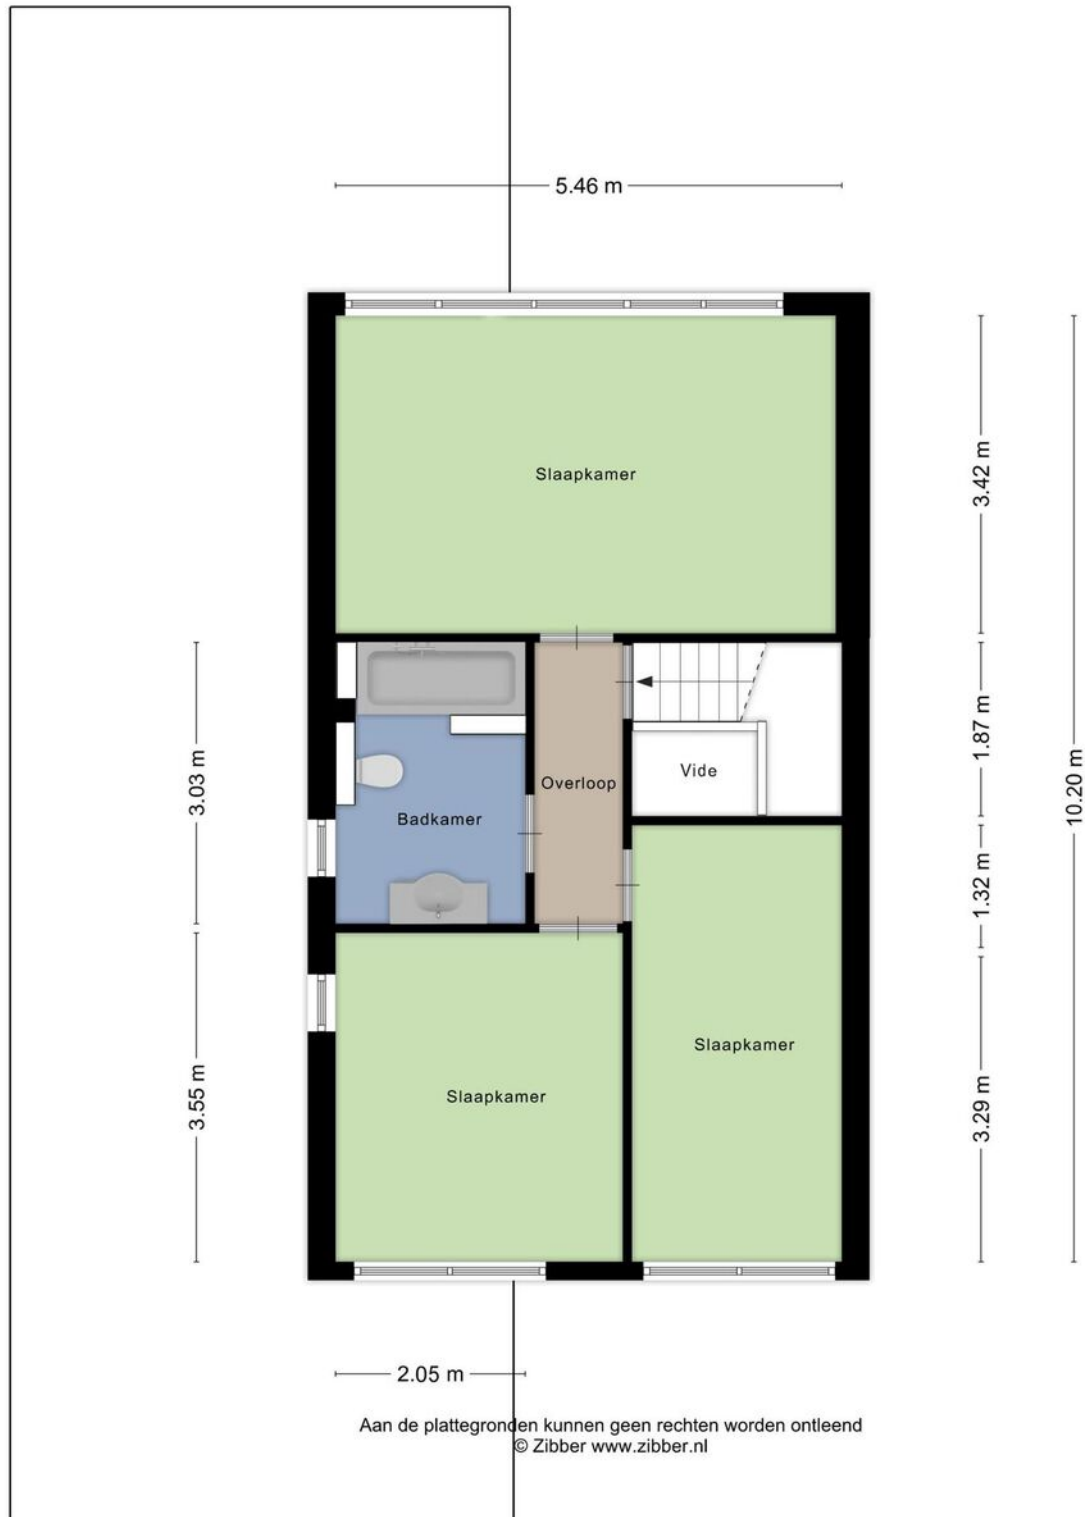 5.46 m
Slaapkamer
3.42 m
1.87 m
10.20 m
3.03 m
Vide
Overloop
Badkamer
1.32 m
Slaapkamer
Slaapkamer
3.55 m
3.29 m
2.05 m
Aan de plattegronden kunnen geen rechten worden ontleend
© Zibber www.zibber.nl